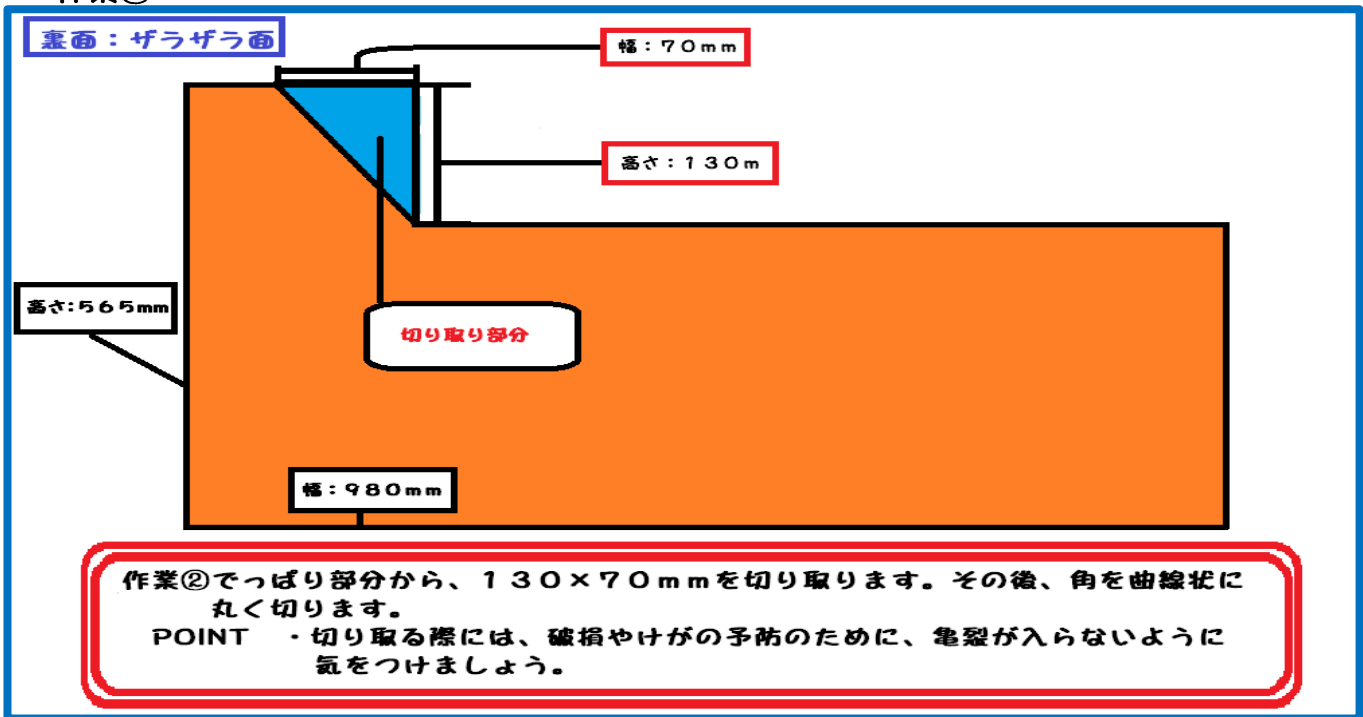 裏面：ザラザラ面
幅：７０ｍｍ
高さ：１３０ｍ
高さ:５６５mm
切り取り部分
幅：９８０ｍｍ
作業②でっぱり部分から、１３０×７０ｍｍを切り取ります。その後、角を曲線状に
丸く切ります。
POINT ・切り取る際には、破損やけがの予防のために、亀裂が入らないように
気をつけましょう。